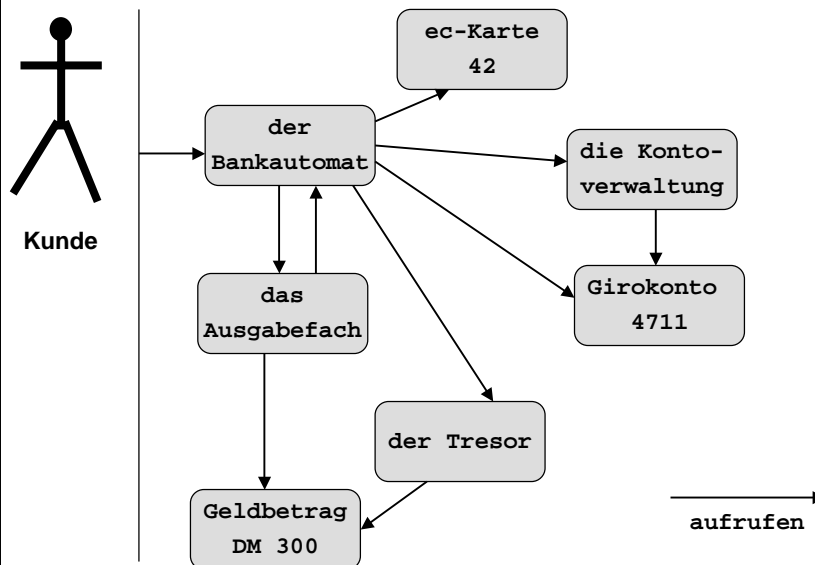 ec-Karte
42
der
Bankautomat
die Konto-
verwaltung
Kunde
das
Ausgabefach
Girokonto
4711
der Tresor
Geldbetrag
DM 300
aufrufen